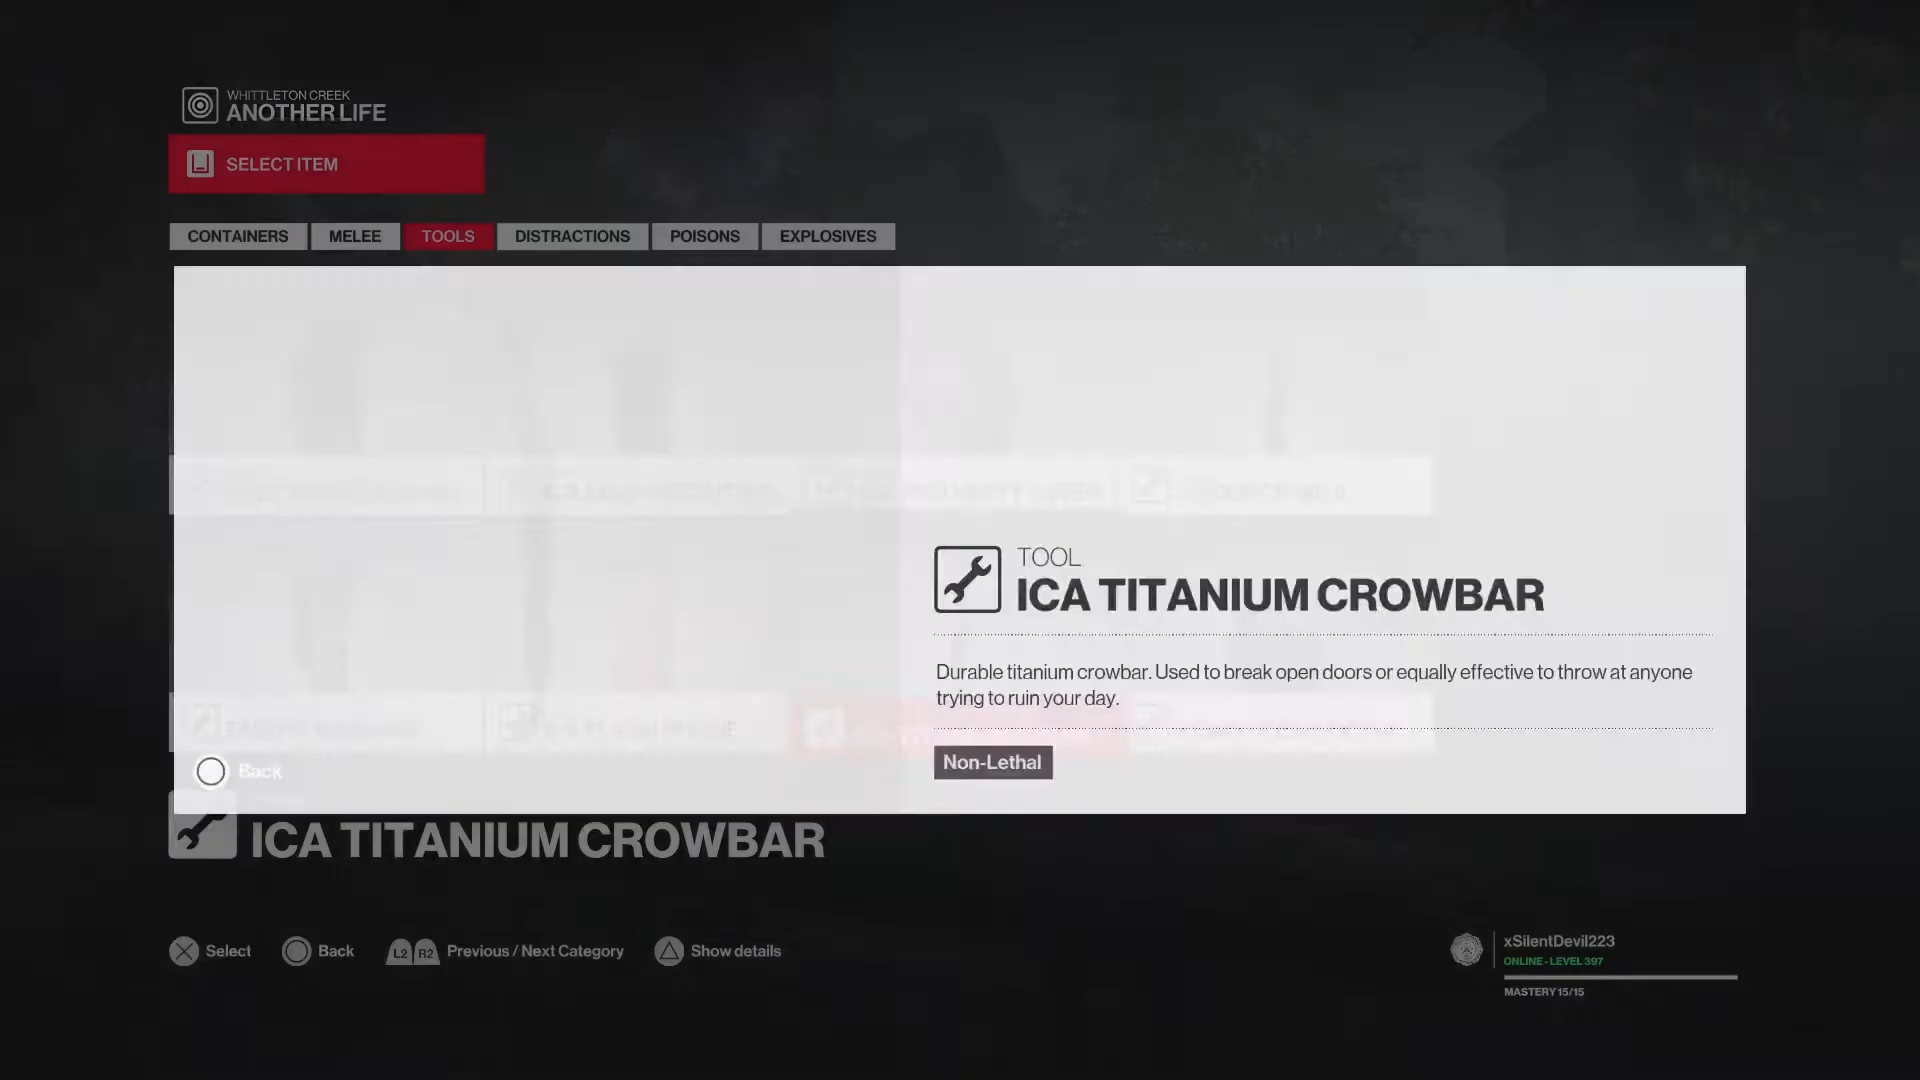 WHITTLETON CREEK
ANOTHER LIFE
SELECT ITEM
CONTAINERS MELEE TOOLS DISTRACTIONS POISONS EXPLOSIVES
TOOL
ICA TITANIUM CROWBAR
Durable titanium crowbar. Used to break open doors or equally effective to throw at anyone
trying to ruin your day.
Non-Lethal
Back
ICA TITANIUM CROWBAR
Select Back L2 R2 Previous / Next Category Show details
xSilentDevil223
ONLINE - LEVEL 397
MASTERY 15/15